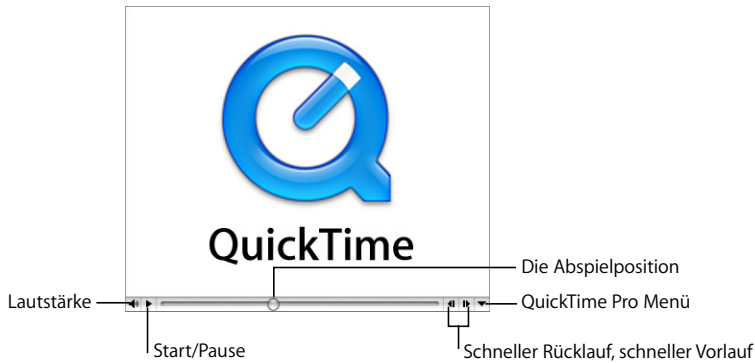 QuickTime
Die Abspielposition
Lautstärke
QuickTime Pro Menü
Start/Pause
Schneller Rücklauf, schneller Vorlauf